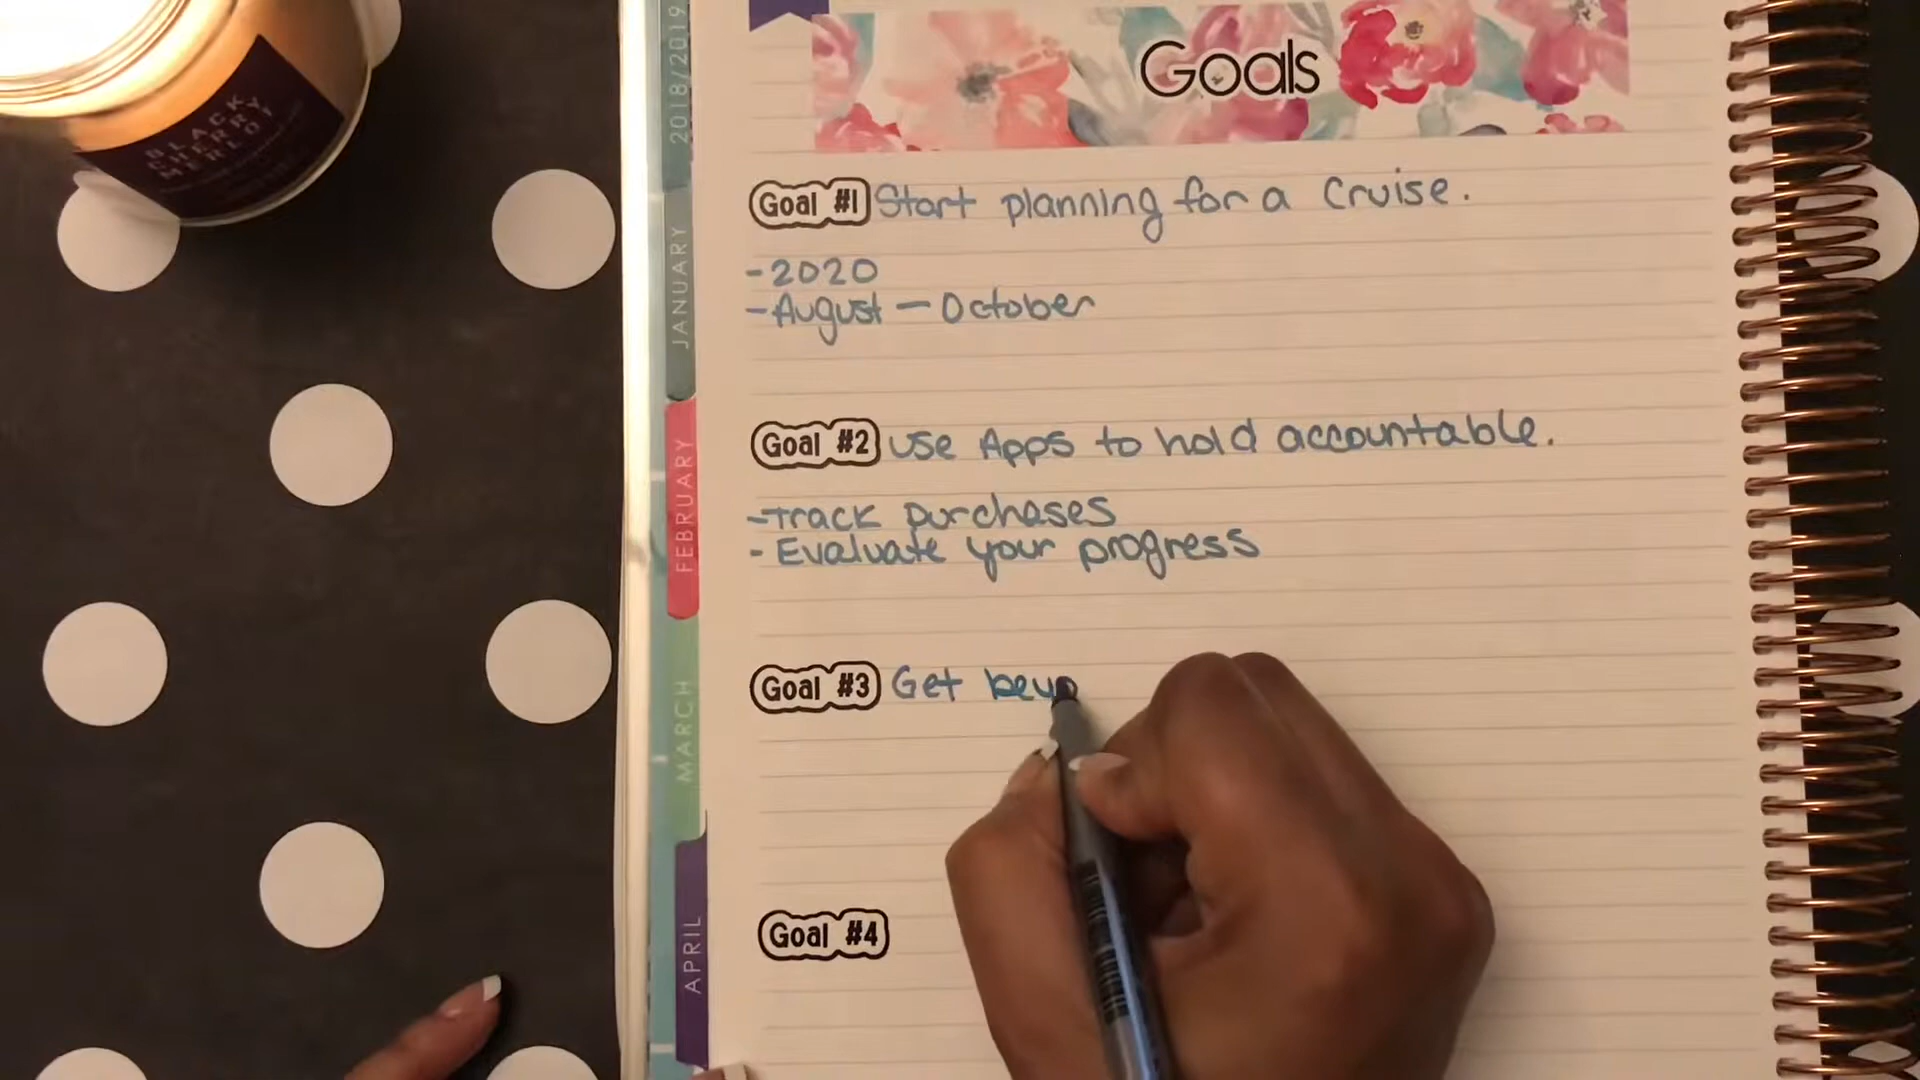 BLACK
CHERRY
MERLOT
2018/2019
JANUARY
FEBRUARY
MARCH
APRIL
Goals
Goal #1 Start planning for a Cruise.
- 2020
- August - October
Goal #2 use Apps to hold accountable.
- Track purchases
- Evaluate your progress
Goal #3 Get
Goal #4